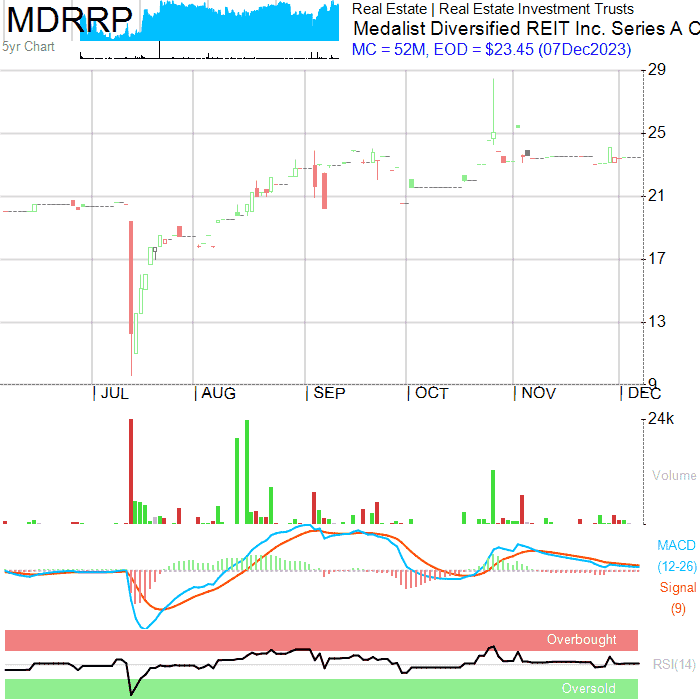 MDRRP
5yr Chart
Real Estate | Real Estate Investment Trusts
Medalist Diversified REIT Inc. Series A C
MC = 52M, EOD = $23.45 (07Dec2023)
29
25
21
17
13
9
JUL AUG SEP OCT NOV DEC
24k
Volume
MACD
(12-26)
Signal
(9)
Overbought
RSI(14)
Oversold